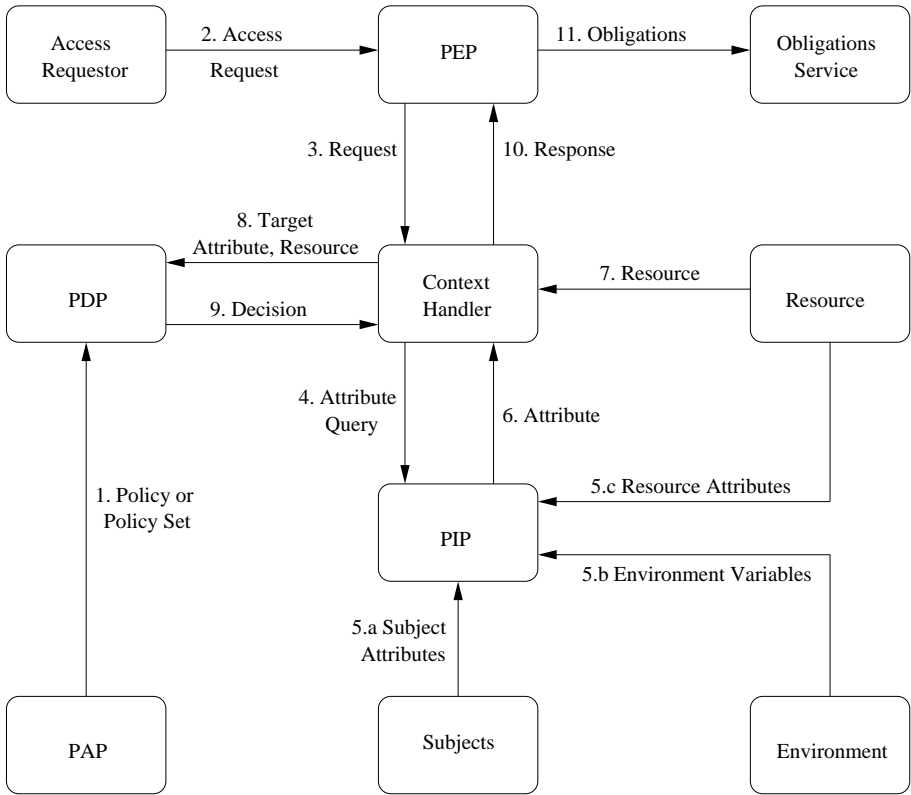 Access
Requestor
2. Access
Request
PEP
11. Obligations
Obligations
Service
3. Request
10. Response
8. Target
Attribute, Resource
PDP
9. Decision
Context
Handler
7. Resource
Resource
4. Attribute
Query
6. Attribute
1. Policy or
Policy Set
5.c Resource Attributes
PIP
5.b Environment Variables
5.a Subject
Attributes
PAP
Subjects
Environment